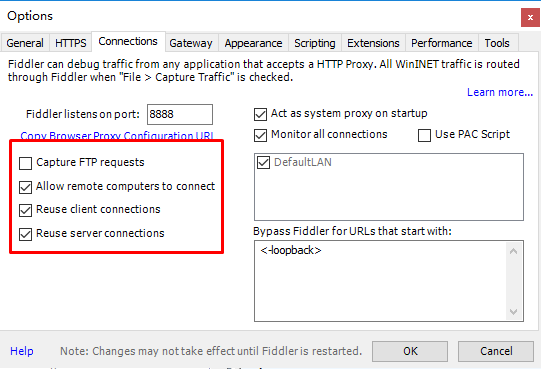 Options
General HTTPS Connections Gateway Appearance Scripting Extensions Performance Tools
Fiddler can debug traffic from any application that accepts a HTTP Proxy. All WinINET traffic is routed
through Fiddler when "File > Capture Traffic" is checked.
Learn more...
Fiddler listens on port: 8888
Copy Browser Proxy Configuration URL
Capture FTP requests
Allow remote computers to connect
Reuse client connections
Reuse server connections
Act as system proxy on startup
Monitor all connections Use PAC Script
DefaultLAN
Bypass Fiddler for URLs that start with:
<-loopback>
Help Note: Changes may not take effect until Fiddler is restarted. OK Cancel